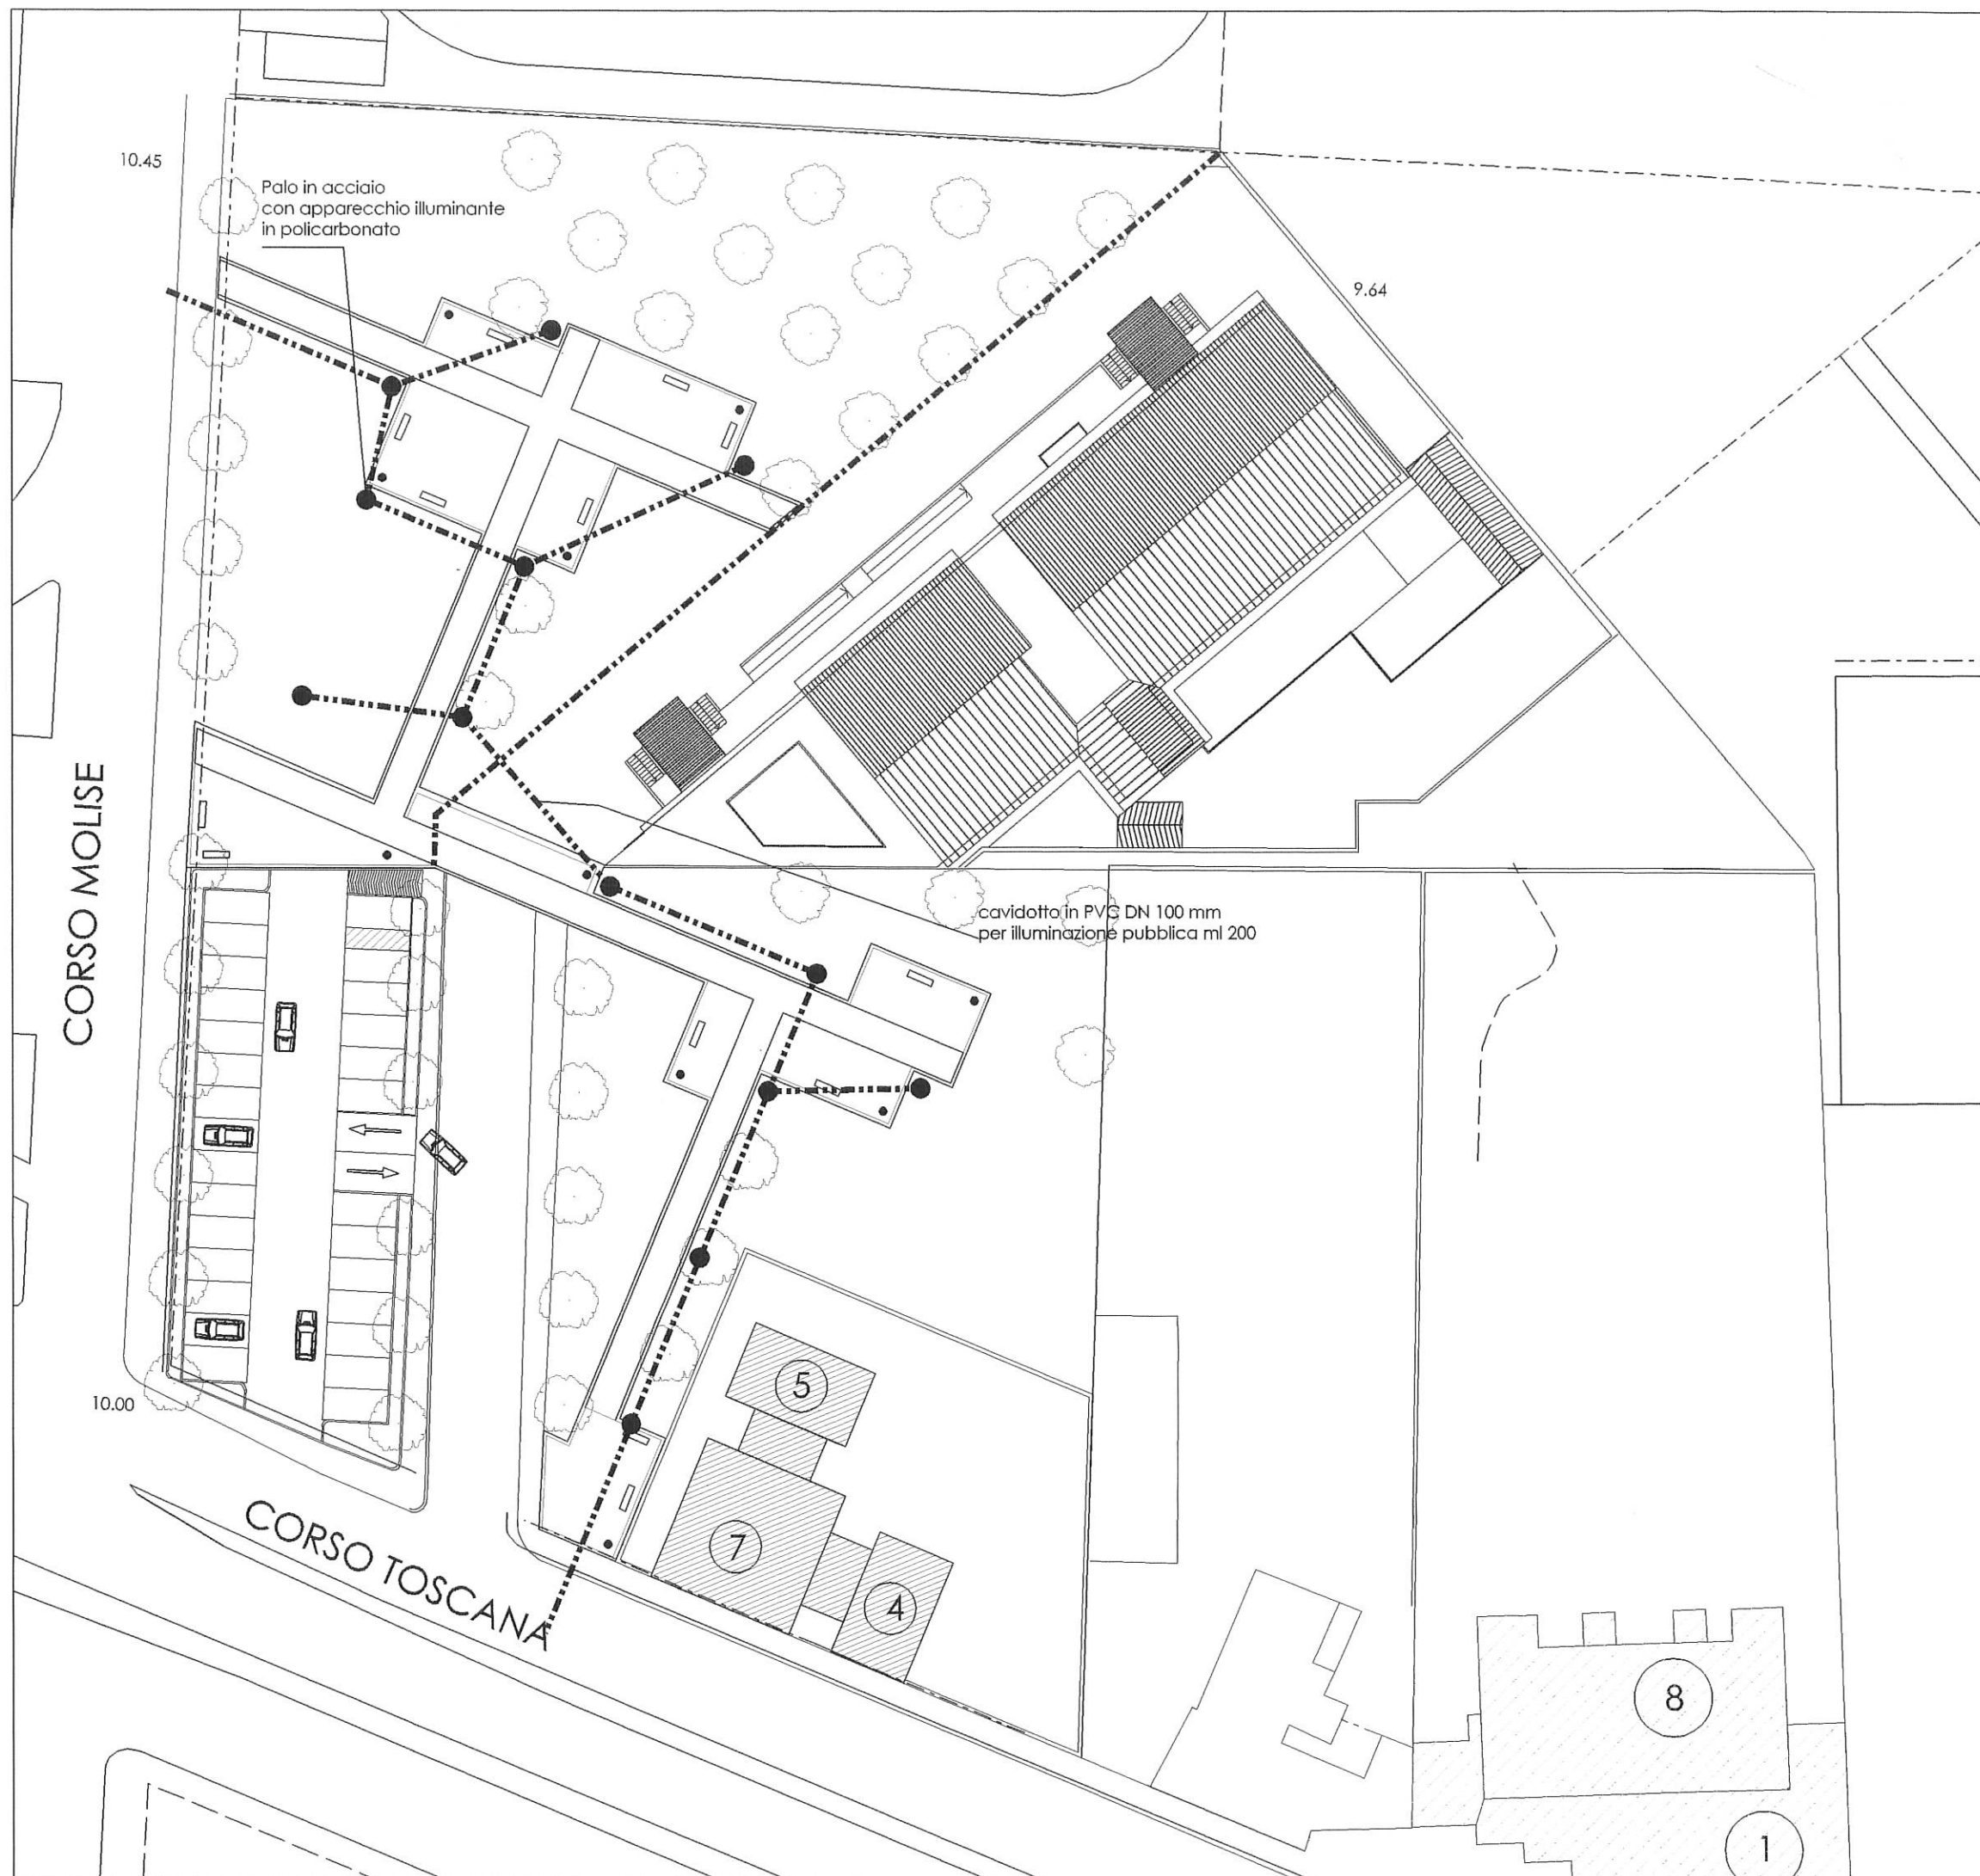 10.45
Palo in acciaio
con apparecchio illuminante
in policarbonato
9.64
CORSO MOLISE
cavidotto in PVC DN 100 mm
per illuminazione pubblica ml 200
10.00
5
7
4
CORSO TOSCANA
8
1